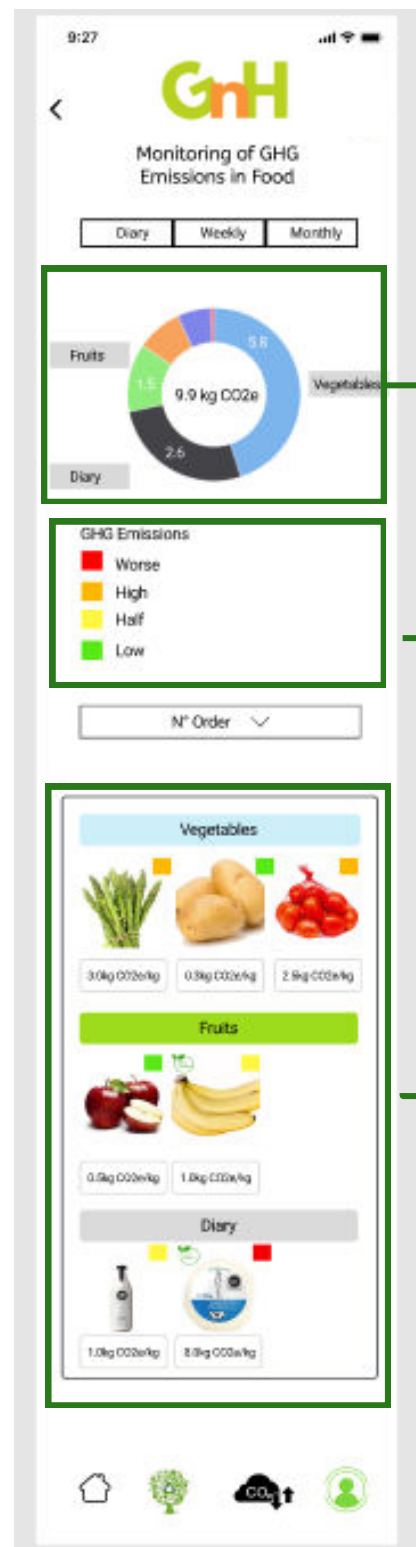 9:27
GnH
Monitoring of GHG
Emissions in Food
Diary Weekly Monthly
5.8
Fruits
1.5
9.9 kg CO2e
Vegetables
2.6
Diary
GHG Emissions
Worse
High
Half
Low
N° Order
Vegetables
3.0kg CO2e/kg 0.3kg CO2e/kg 2.5kg CO2e/kg
Fruits
0.5kg CO2e/kg 1.0kg CO2e/kg
Diary
1.0kg CO2e/kg 8.0kg CO2e/kg
CO₂